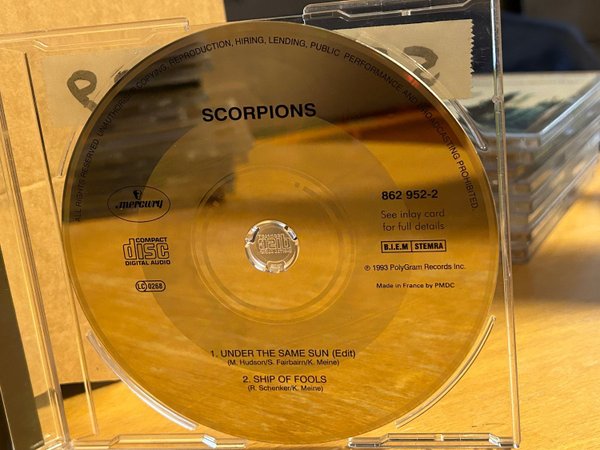 UNAUTHORISED COPYING, REPRODUCTION, HIRING, LENDING, PUBLIC PERFORMANCE AND BROADCASTING PROHIBITED.
ALL RIGHTS RESERVED.
SCORPIONS
mercury
862 952-2
See inlay card
for full details
COMPACT
disc
DIGITAL AUDIO
B.I.E.M STEMRA
LC 0268
℗ 1993 PolyGram Records Inc.
Made in France by PMDC
1. UNDER THE SAME SUN (Edit)
(M. Hudson/S. Fairbairn/K. Meine)
2. SHIP OF FOOLS
(R. Schenker/K. Meine)